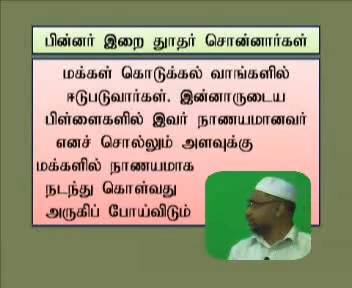 பின்னர் இறை தூதர் சொன்னார்கள்
மக்கள் கொடுக்கல் வாங்களில்
ஈடுபடுவார்கள். இன்னாருடைய
பிள்ளைகளில் இவர் நாணயமானவர்
எனச் சொல்லும் அளவுக்கு
மக்களில் நாணயமாக
நடந்து கொள்வது
அருகிப் போய்விடும்